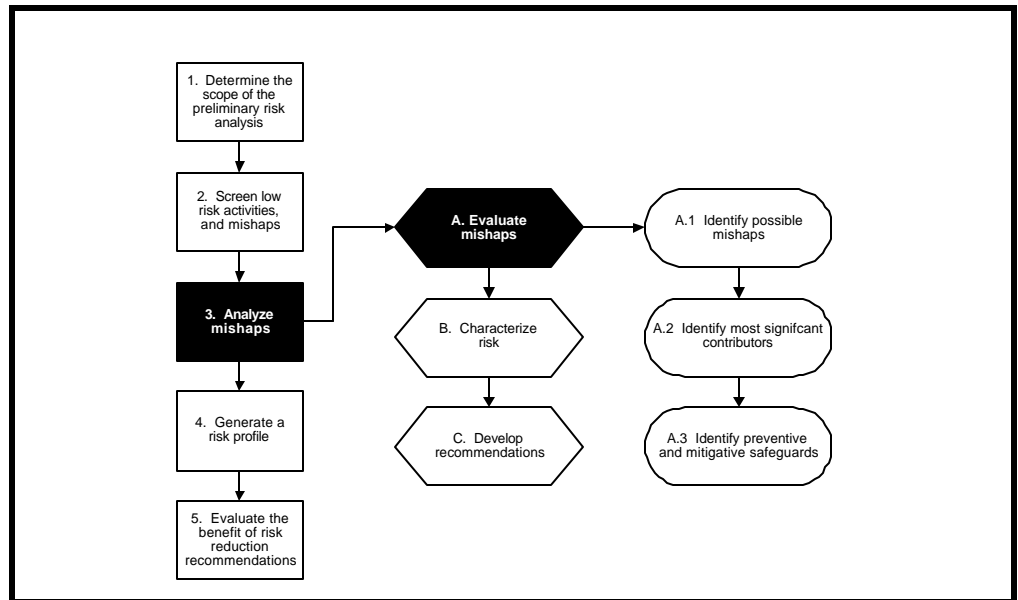 1. Determine the
scope of the
preliminary risk
analysis
2. Screen low
risk activities,
and mishaps
3. Analyze
mishaps
4. Generate a
risk profile
5. Evaluate the
benefit of risk
reduction
recommendations
A. Evaluate
mishaps
B. Characterize
risk
C. Develop
recommendations
A.1 Identify possible
mishaps
A.2 Identify most signifcant
contributors
A.3 Identify preventive
and mitigative safeguards